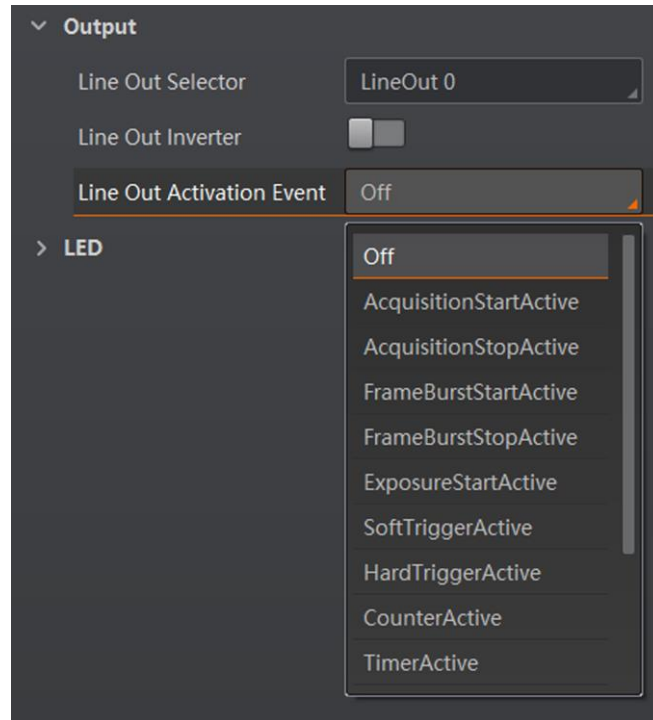 Output
Line Out Selector LineOut 0
Line Out Inverter
Line Out Activation Event Off
LED
Off
AcquisitionStartActive
AcquisitionStopActive
FrameBurstStartActive
FrameBurstStopActive
ExposureStartActive
SoftTriggerActive
HardTriggerActive
CounterActive
TimerActive